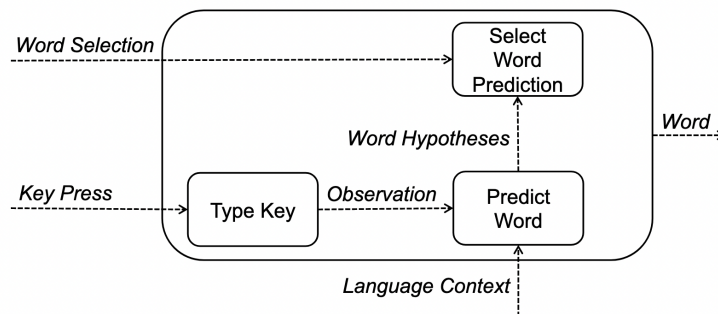 Word Selection
Select
Word
Prediction
Word Hypotheses
Word
Key Press
Type Key
Observation
Predict
Word
Language Context